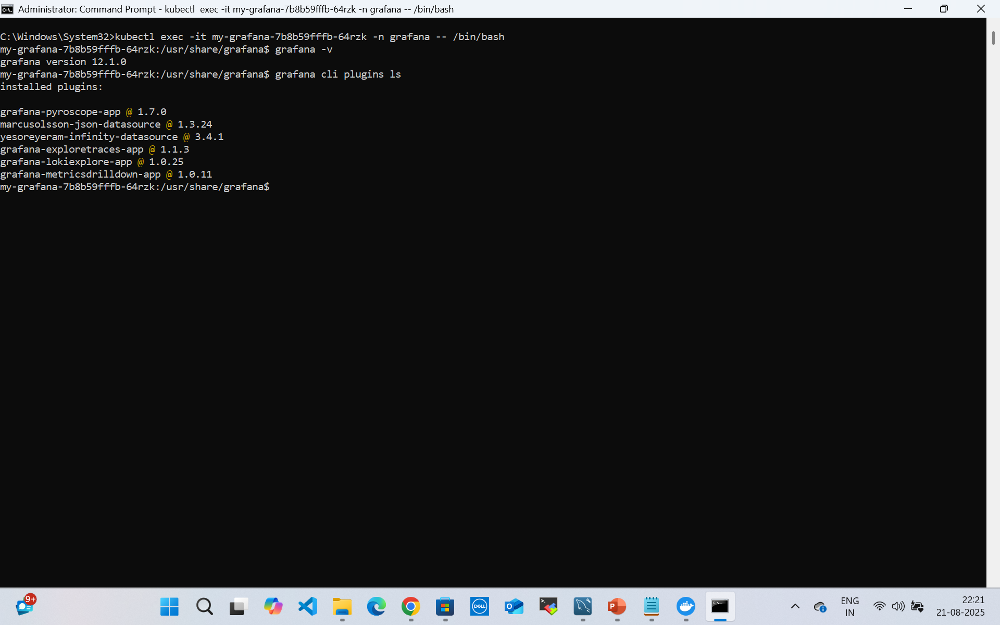 Administrator: Command Prompt - kubectl  exec -it my-grafana-7b8b59fffb-64rzk -n grafana -- /bin/bash
C:\Windows\System32>kubectl exec -it my-grafana-7b8b59fffb-64rzk -n grafana -- /bin/bash
my-grafana-7b8b59fffb-64rzk:/usr/share/grafana$ grafana -v
grafana version 12.1.0
my-grafana-7b8b59fffb-64rzk:/usr/share/grafana$ grafana cli plugins ls
installed plugins:
grafana-pyroscope-app @ 1.7.0
marcusolsson-json-datasource @ 1.3.24
yesoreyeram-infinity-datasource @ 3.4.1
grafana-exploretraces-app @ 1.1.3
grafana-lokiexplore-app @ 1.0.25
grafana-metricsdrilldown-app @ 1.0.11
my-grafana-7b8b59fffb-64rzk:/usr/share/grafana$
9+
DELL
ENG
IN
22:21
21-08-2025